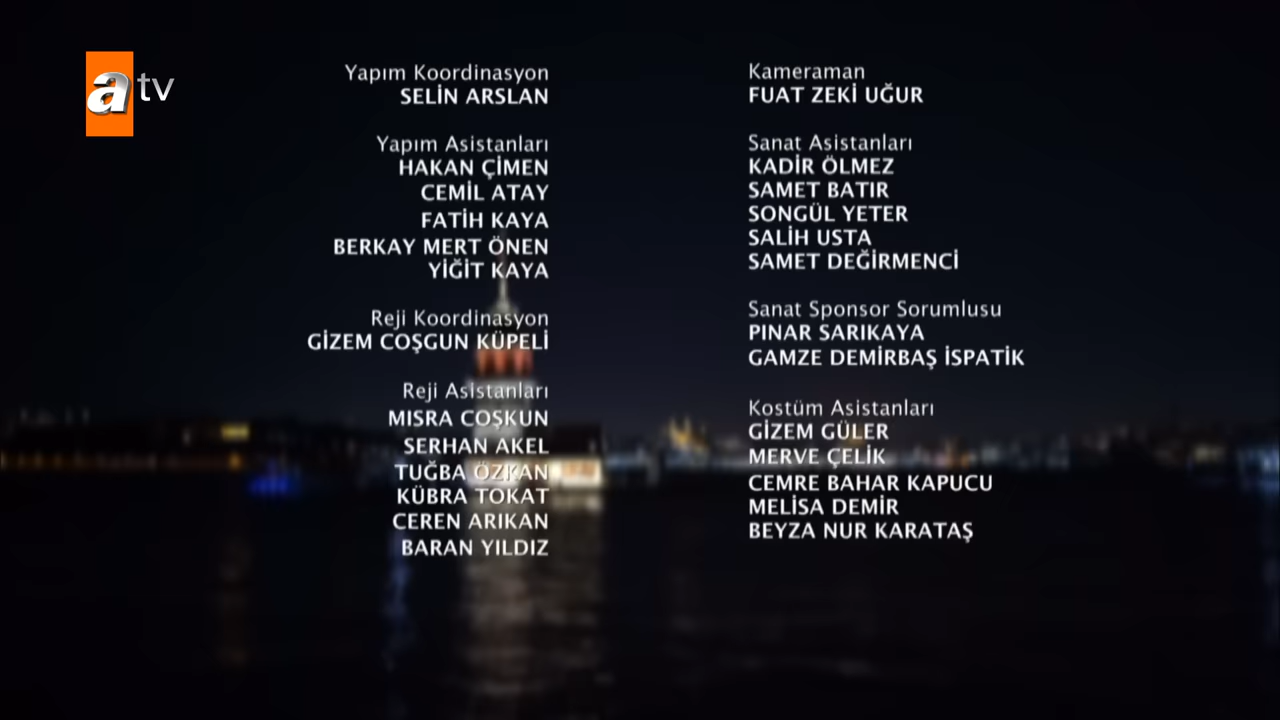 a tv
Yapım Koordinasyon
SELİN ARSLAN
Yapım Asistanları
HAKAN ÇİMEN
CEMİL ATAY
FATİH KAYA
BERKAY MERT ÖNEN
YİĞİT KAYA
Reji Koordinasyon
GİZEM COŞGUN KÜPELİ
Reji Asistanları
MISRA COŞKUN
SERHAN AKEL
TUĞBA ÖZKAN
KÜBRA TOKAT
CEREN ARIKAN
BARAN YILDIZ
Kameraman
FUAT ZEKİ UĞUR
Sanat Asistanları
KADİR ÖLMEZ
SAMET BATIR
SONGÜL YETER
SALİH USTA
SAMET DEĞİRMENCİ
Sanat Sponsor Sorumlusu
PINAR SARIKAYA
GAMZE DEMİRBAŞ İSPATİK
Kostüm Asistanları
GİZEM GÜLER
MERVE ÇELİK
CEMRE BAHAR KAPUCU
MELİSA DEMİR
BEYZA NUR KARATAŞ